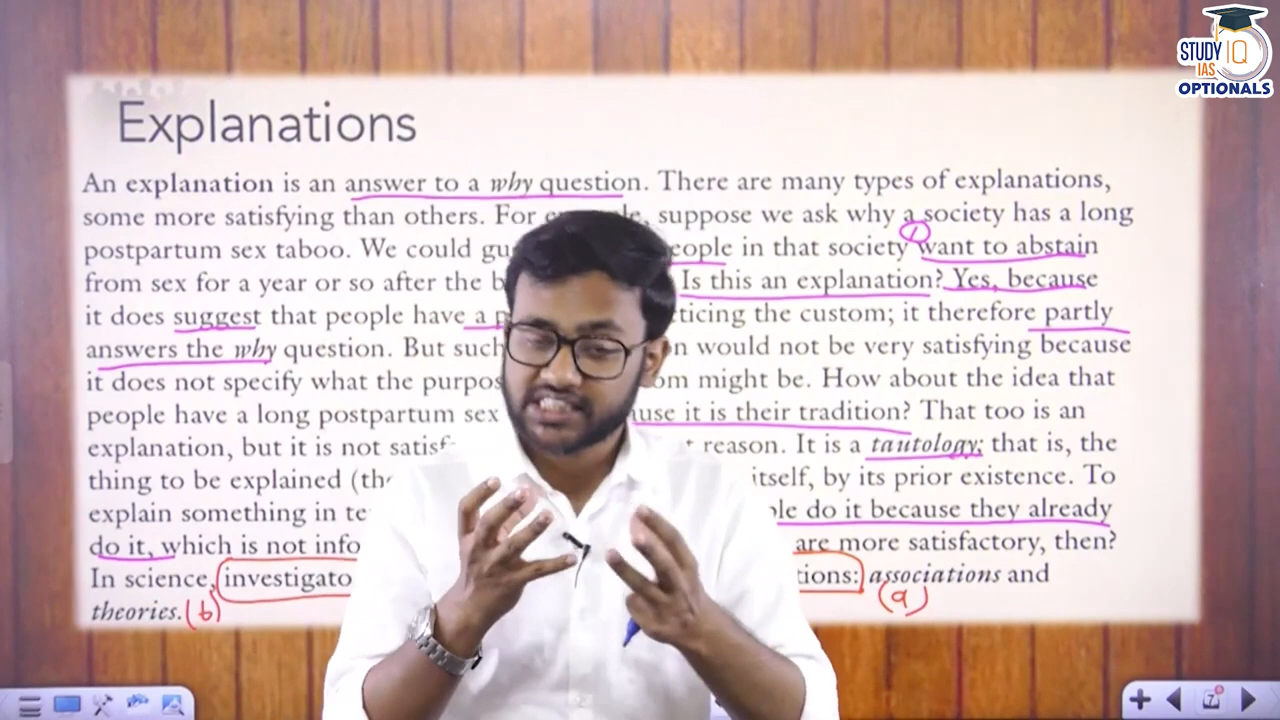 STUDY IQ
IAS
OPTIONALS
Explanations
An explanation is an answer to a why question. There are many types of explanations,
some more satisfying than others. For suppose we ask why a society has a long
①
postpartum sex taboo. We could in that society want to abstain
from sex for a year or so after the Is this an explanation? Yes, because
it does suggest that people have a the custom; it therefore partly
answers the why question. But such would not be very satisfying because
it does not specify what the might be. How about the idea that
people have a long postpartum sex it is their tradition? That too is an
explanation, but it is not reason. It is a tautology; that is, the
thing to be explained itself, by its prior existence. To
explain something in do it because they already
do it, which is not are more satisfactory, then?
In science, associations and
(a)
theories. (b)